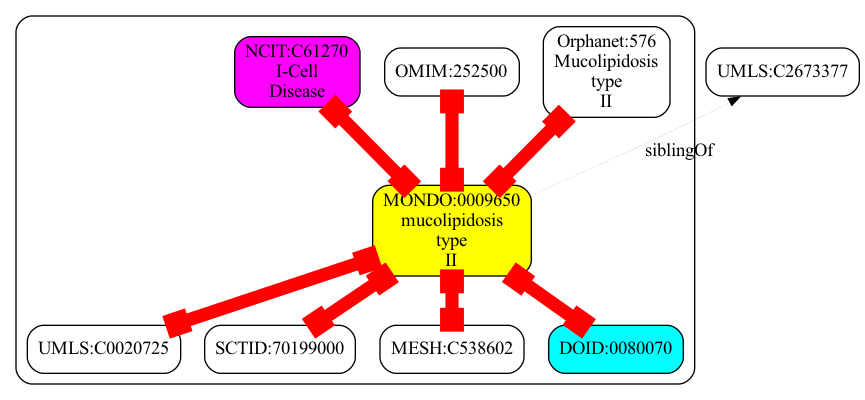 NCIT:C61270
I-Cell
Disease
OMIM:252500
Orphanet:576
Mucolipidosis
type
II
UMLS:C2673377
siblingOf
MONDO:0009650
mucolipidosis
type
II
UMLS:C0020725
SCTID:70199000
MESH:C538602
DOID:0080070